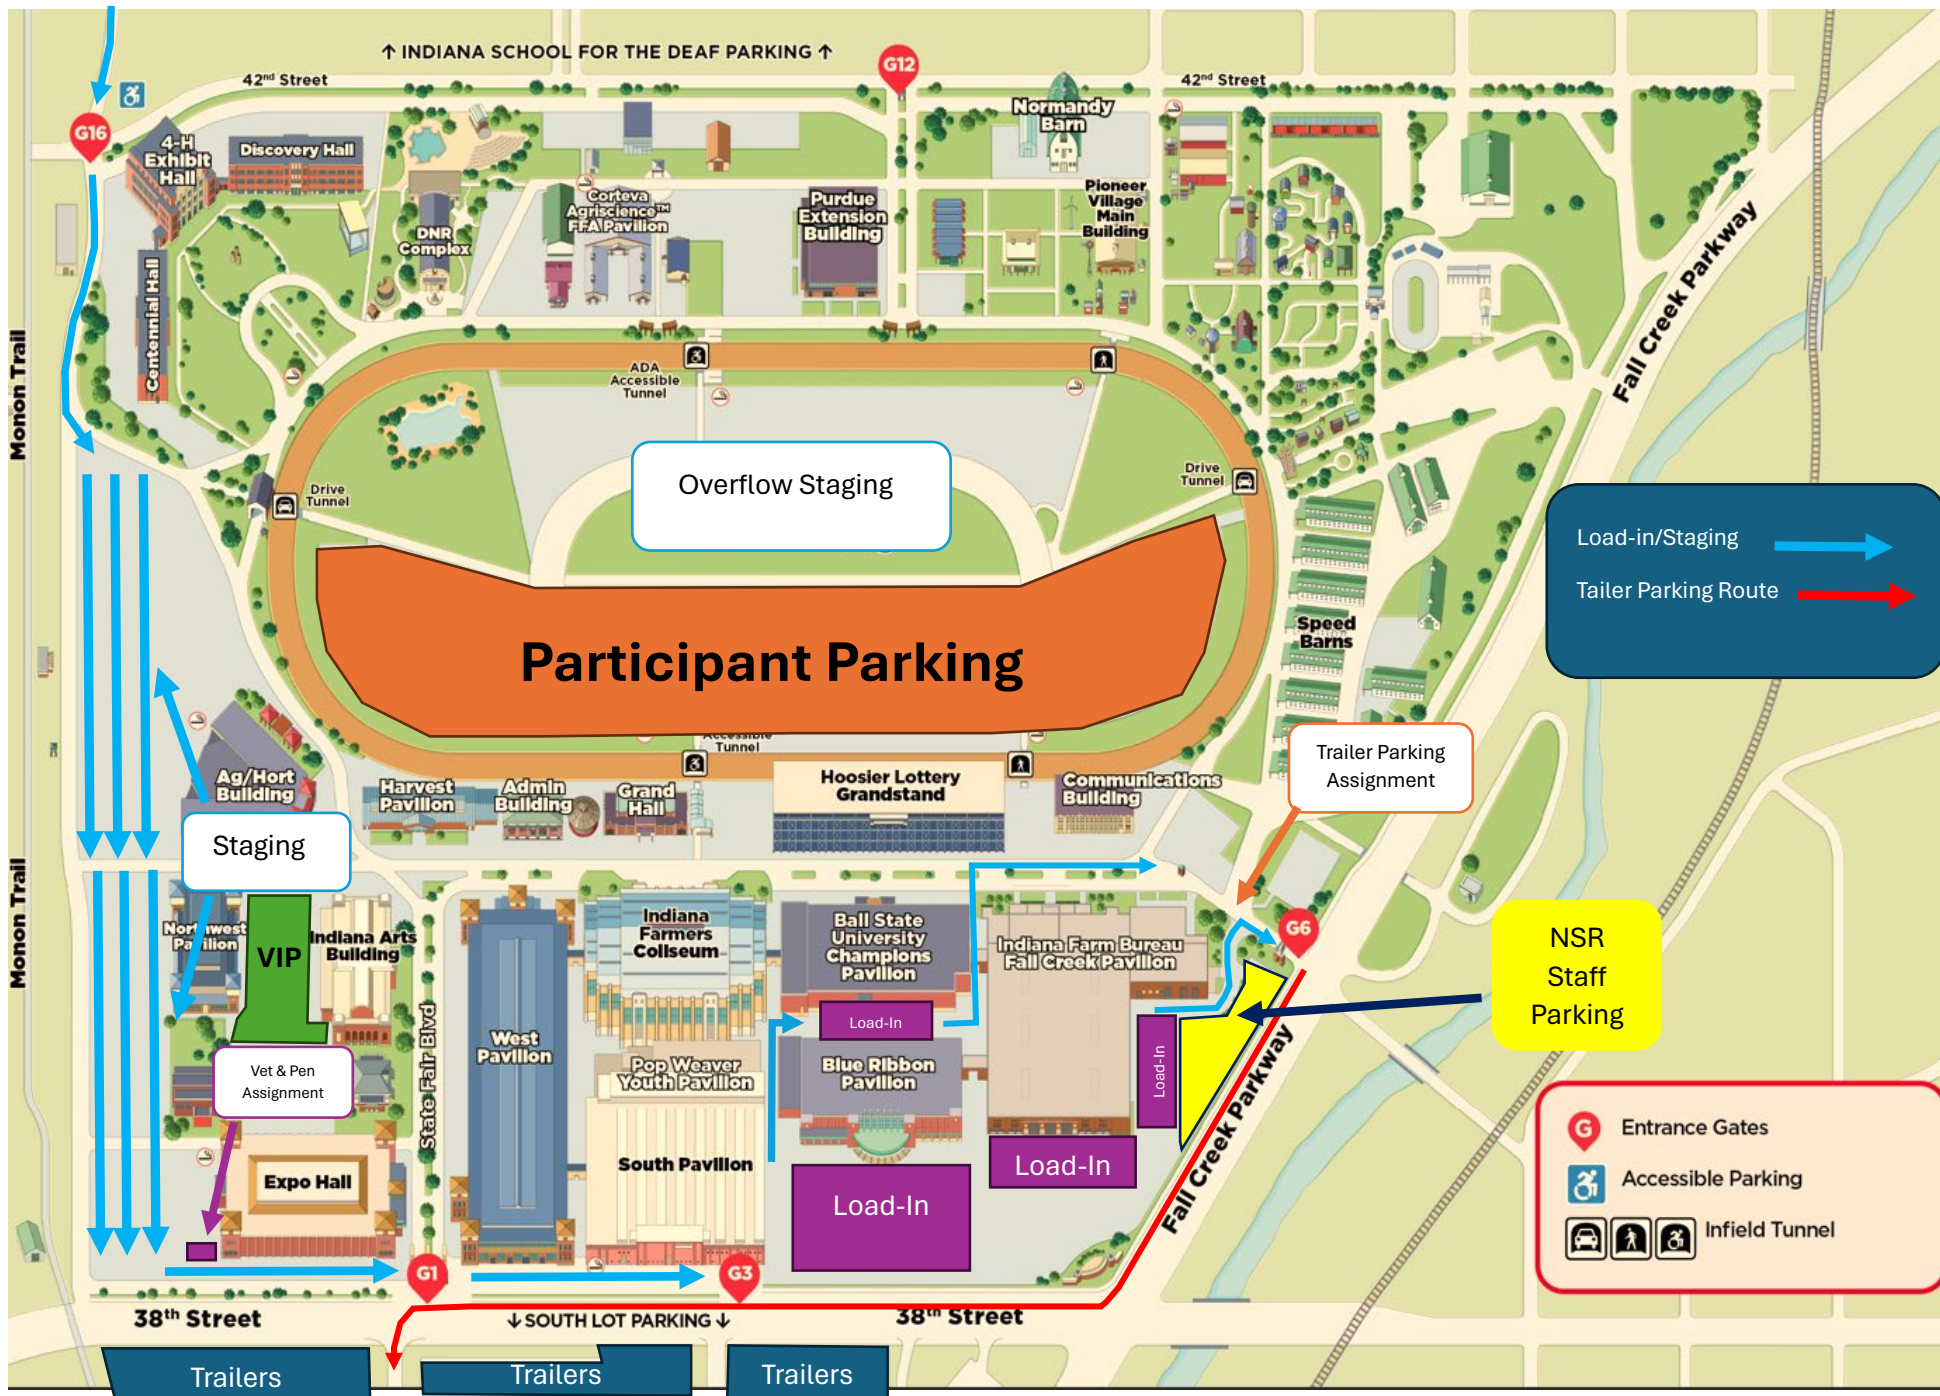 ↑ INDIANA SCHOOL FOR THE DEAF PARKING ↑
G12
42nd Street
42nd Street
G16
4-H
Exhibit
Hall
Discovery Hall
Normandy
Barn
DNR
Complex
Corteva
Agriscience™
FFA Pavilion
Purdue
Extension
Building
Pioneer
Village
Main
Building
Centennial Hall
Monon Trail
Fall Creek Parkway
ADA
Accessible
Tunnel
Drive
Tunnel
Overflow Staging
Drive
Tunnel
Load-in/Staging
Tailer Parking Route
Participant Parking
Speed
Barns
Accessible
Tunnel
Ag/Hort
Building
Harvest
Pavilion
Admin
Building
Grand
Hall
Hoosier Lottery
Grandstand
Communications
Building
Trailer Parking
Assignment
Staging
Monon Trail
Northwest
Pavilion
VIP
Indiana Arts
Building
State Fair Blvd
West
Pavilion
Indiana
Farmers
Coliseum
Ball State
University
Champions
Pavilion
Indiana Farm Bureau
Fall Creek Pavilion
G6
NSR
Staff
Parking
Load-In
Load-In
Vet & Pen
Assignment
Pop Weaver
Youth Pavilion
Blue Ribbon
Pavilion
Fall Creek Parkway
Expo Hall
South Pavilion
Load-In
Load-In
G Entrance Gates
Accessible Parking
Infield Tunnel
G1
G3
38th Street
↓ SOUTH LOT PARKING ↓
38th Street
Trailers
Trailers
Trailers